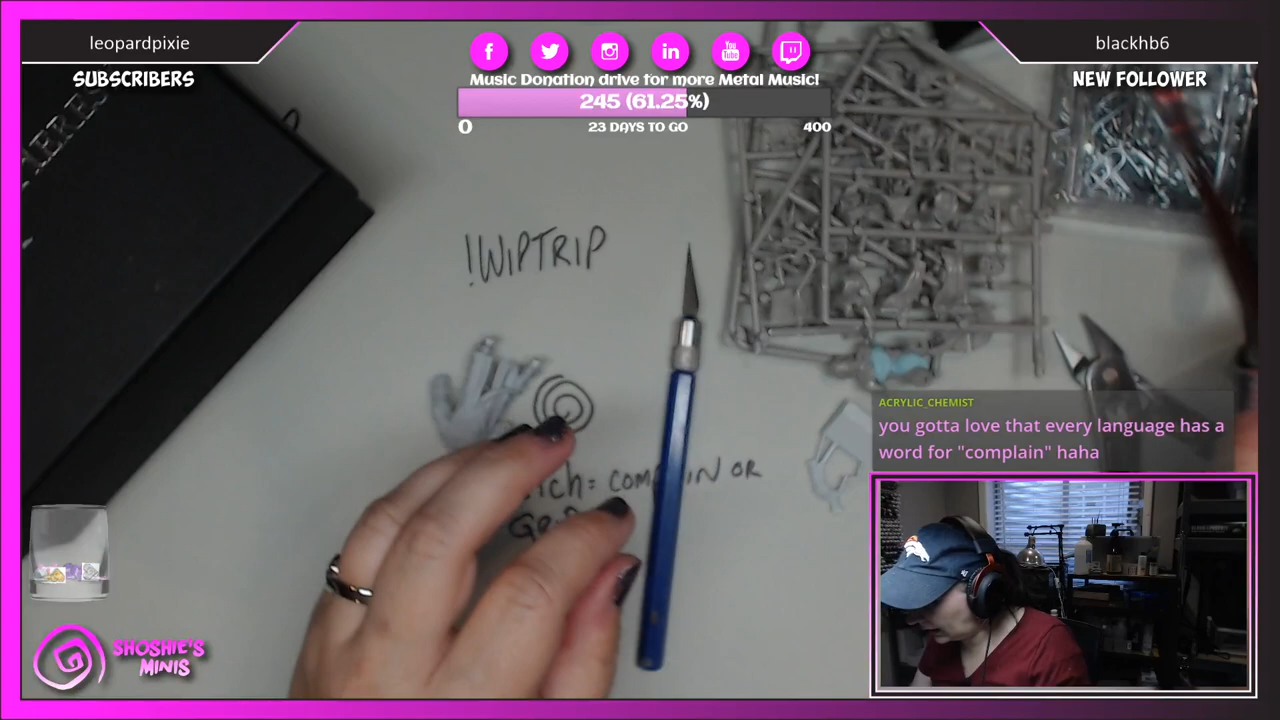 leopardpixie
SUBSCRIBERS
blackhb6
NEW FOLLOWER
Music Donation drive for more Metal Music!
245 (61.25%)
0
23 DAYS TO GO
400
!WIPTRIP
OR
ACRYLIC_CHEMIST
you gotta love that every language has a
word for "complain" haha
SHOSHIE'S
MINIS